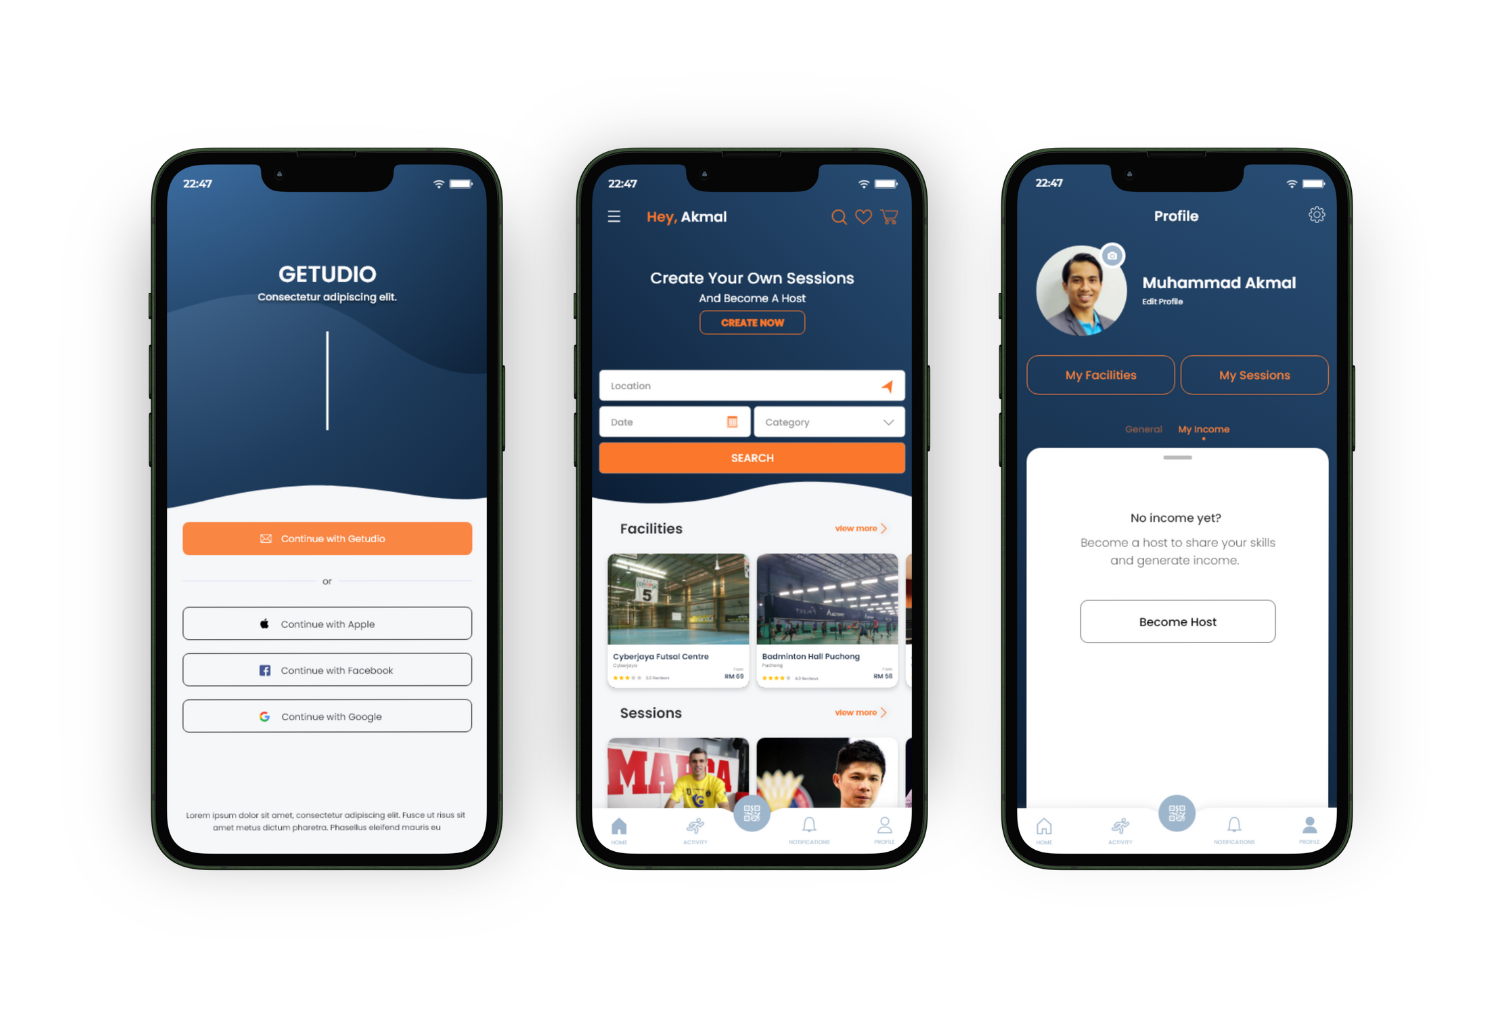 22:47
GETUDIO
Consectetur adipiscing elit.
Continue with Getudio
or
Continue with Apple
Continue with Facebook
Continue with Google
Lorem ipsum dolor sit amet, consectetur adipiscing elit. Fusce ut risus sit
amet metus dictum pharetra. Phasellus eleifend mauris eu
22:47
Hey, Akmal
Create Your Own Sessions
And Become A Host
CREATE NOW
Location
Date
Category
SEARCH
Facilities
view more
5
Cyberjaya Futsal Centre
Cyberjaya
RM 69
Badminton Hall Puchong
Puchong
RM 58
Sessions
view more
MARCA
HOME
ACTIVITY
NOTIFICATIONS
PROFILE
22:47
Profile
Muhammad Akmal
Edit Profile
My Facilities
My Sessions
General
My Income
No income yet?
Become a host to share your skills
and generate income.
Become Host
HOME
ACTIVITY
NOTIFICATIONS
PROFILE